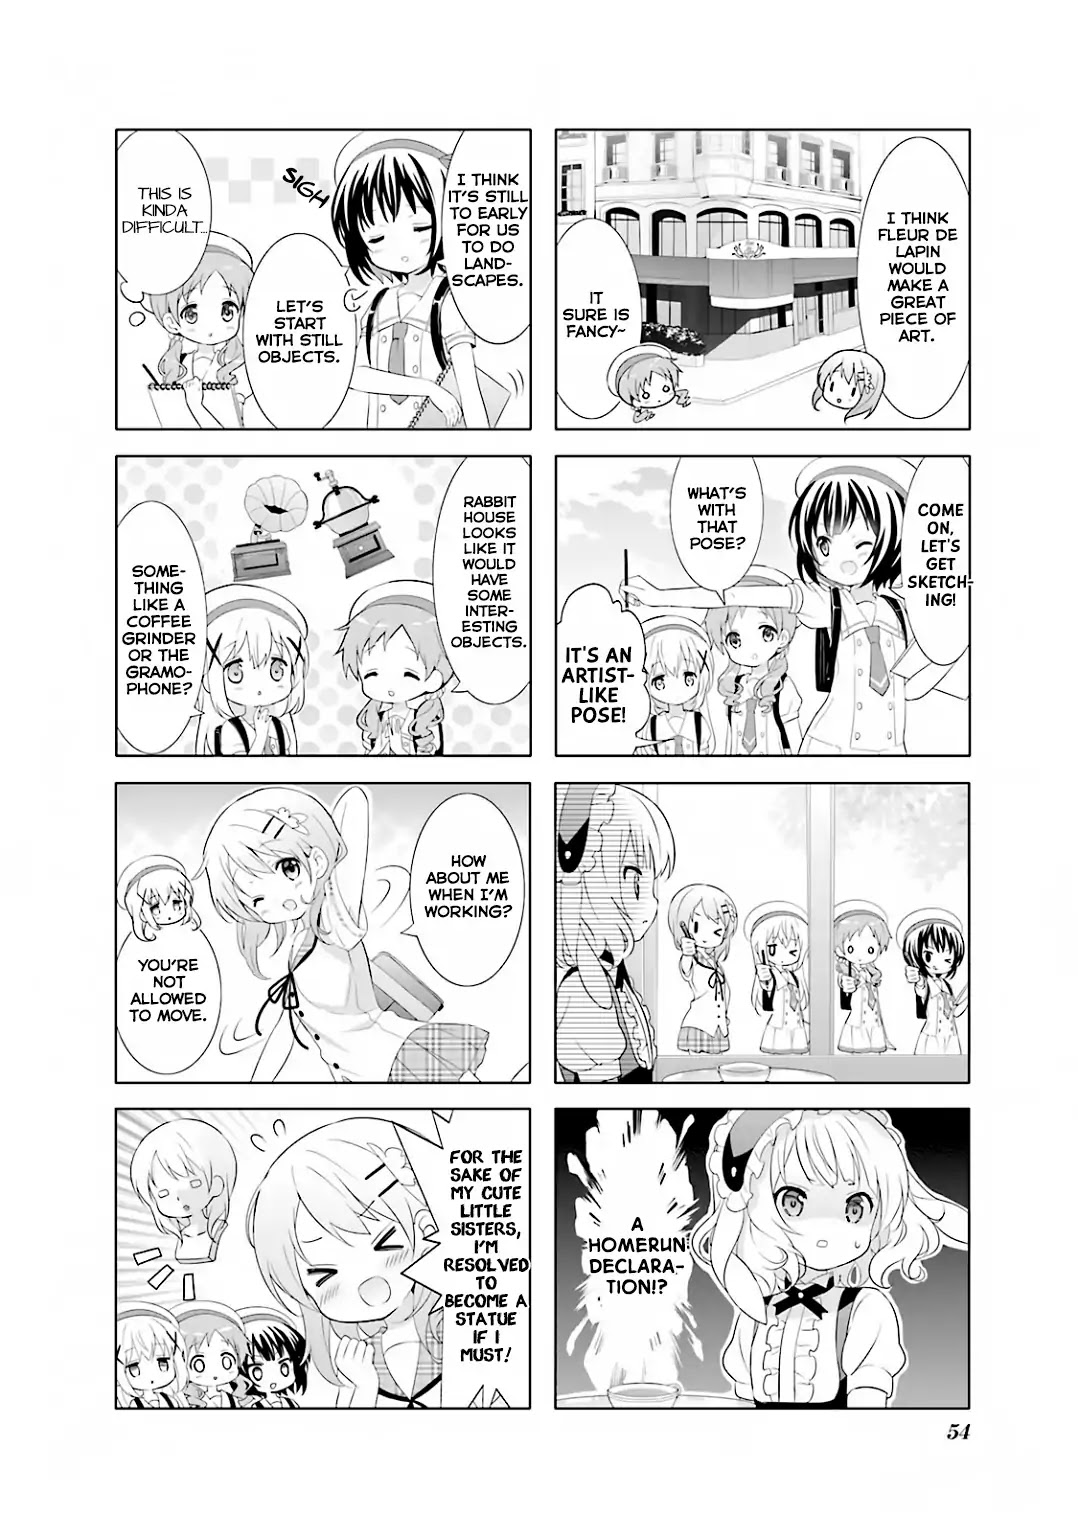 I THINK
FLEUR DE
LAPIN
WOULD
MAKE A
GREAT
PIECE OF
ART.
IT
SURE IS
FANCY~
COME
ON,
LET'S
GET
SKETCH-
ING!
WHAT'S
WITH
THAT
POSE?
IT'S AN
ARTIST-
LIKE
POSE!
A
HOMERUN
DECLARA-
TION!?
I THINK
IT'S STILL
TO EARLY
FOR US
TO DO
LAND-
SCAPES.
SIGH
LET'S
START
WITH STILL
OBJECTS.
THIS IS
KINDA
DIFFICULT...
RABBIT
HOUSE
LOOKS
LIKE IT
WOULD
HAVE
SOME
INTER-
ESTING
OBJECTS.
SOME-
THING
LIKE A
COFFEE
GRINDER
OR THE
GRAMO-
PHONE?
HOW
ABOUT ME
WHEN I'M
WORKING?
YOU'RE
NOT
ALLOWED
TO MOVE.
FOR THE
SAKE OF
MY CUTE
LITTLE
SISTERS,
I'M
RESOLVED
TO
BECOME A
STATUE
IF I
MUST!
54